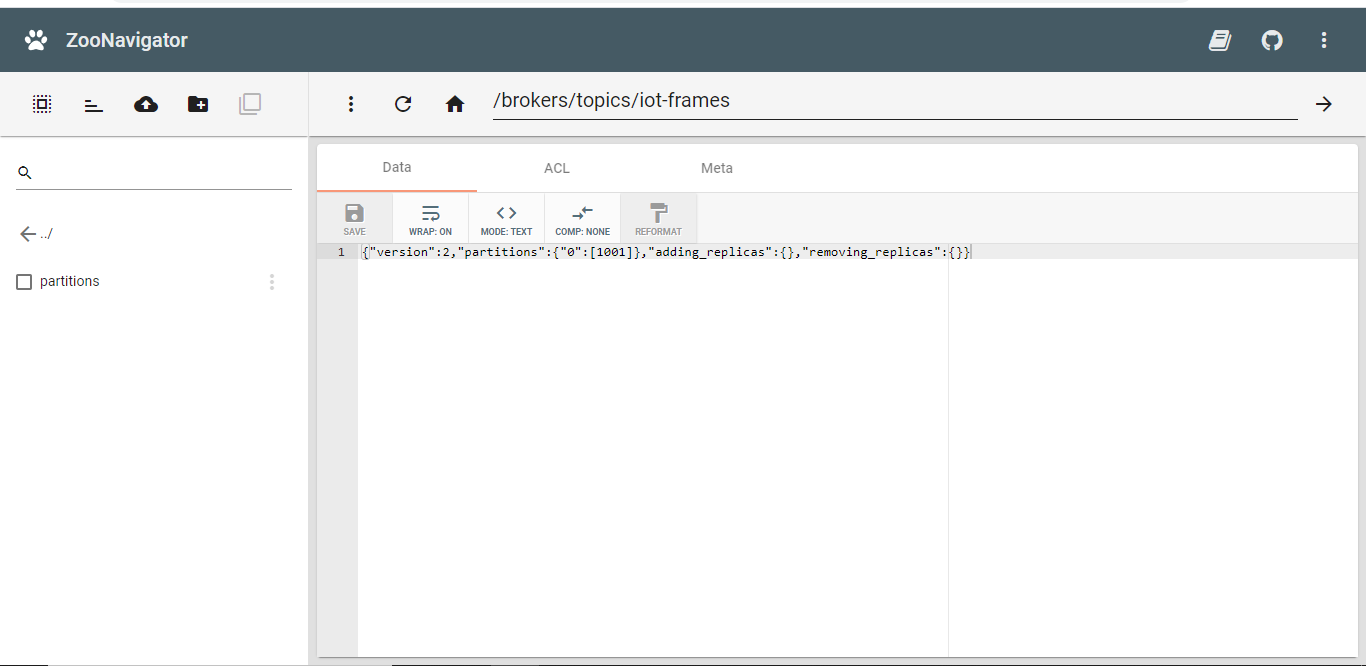 ZooNavigator
/brokers/topics/iot-frames
../
partitions
Data ACL Meta
SAVE WRAP: ON MODE: TEXT COMP: NONE REFORMAT
1 {"version":2,"partitions":{"0":[1001]},"adding_replicas":{},"removing_replicas":{}}